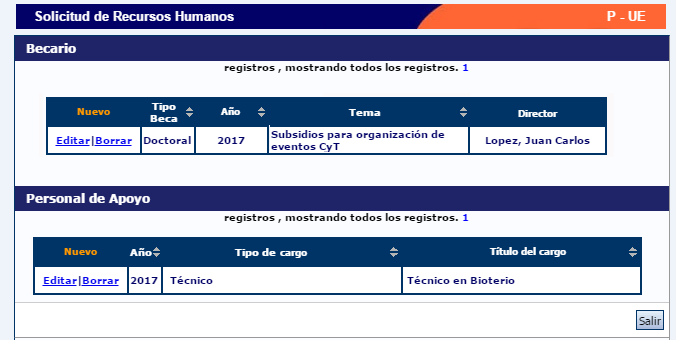 Solicitud de Recursos Humanos P - UE
Becario
registros , mostrando todos los registros. 1
Nuevo Tipo Beca Año Tema Director
Editar|Borrar Doctoral 2017 Subsidios para organización de eventos CyT Lopez, Juan Carlos
Personal de Apoyo
registros , mostrando todos los registros. 1
Nuevo Año Tipo de cargo Título del cargo
Editar|Borrar 2017 Técnico Técnico en Bioterio
Salir